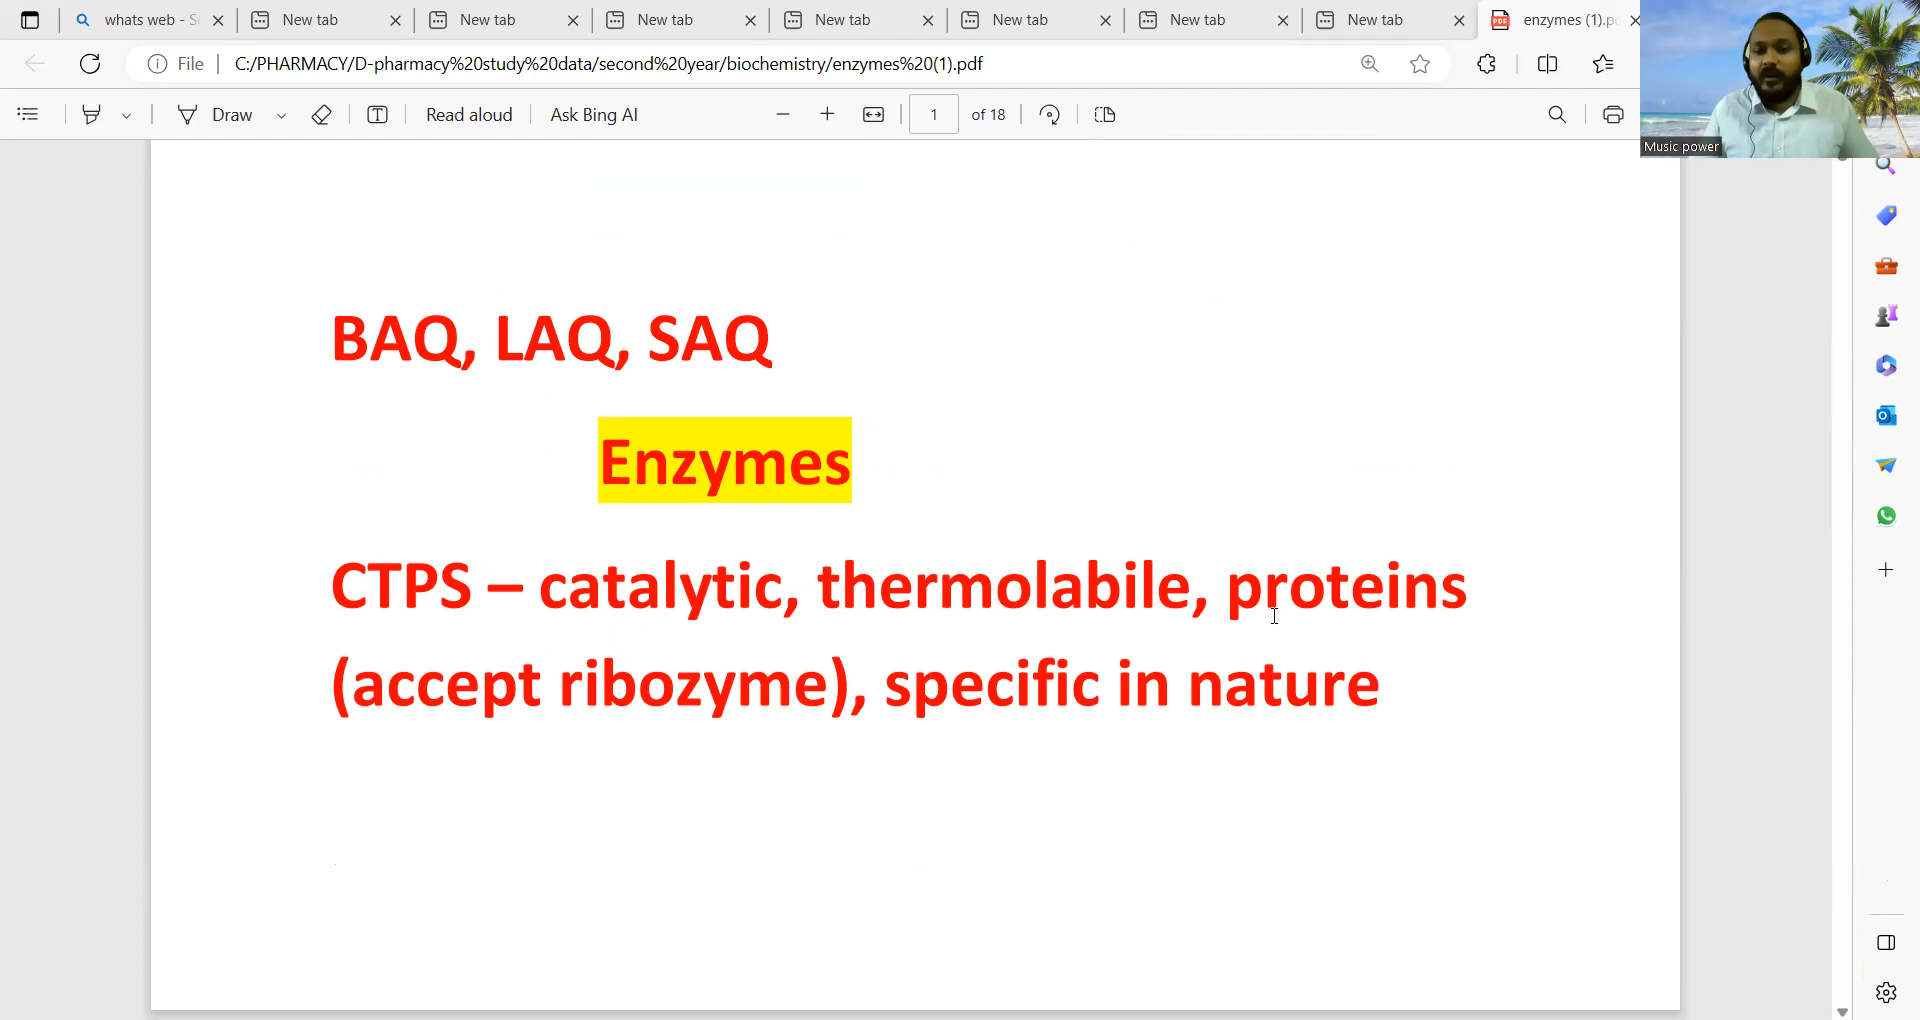 whats web - S
New tab
New tab
New tab
New tab
New tab
New tab
New tab
enzymes (1).p
File
C:/PHARMACY/D-pharmacy%20study%20data/second%20year/biochemistry/enzymes%20(1).pdf
Draw
Read aloud
Ask Bing AI
1
of 18
Music power
BAQ, LAQ, SAQ
Enzymes
CTPS – catalytic, thermolabile, proteins
(accept ribozyme), specific in nature